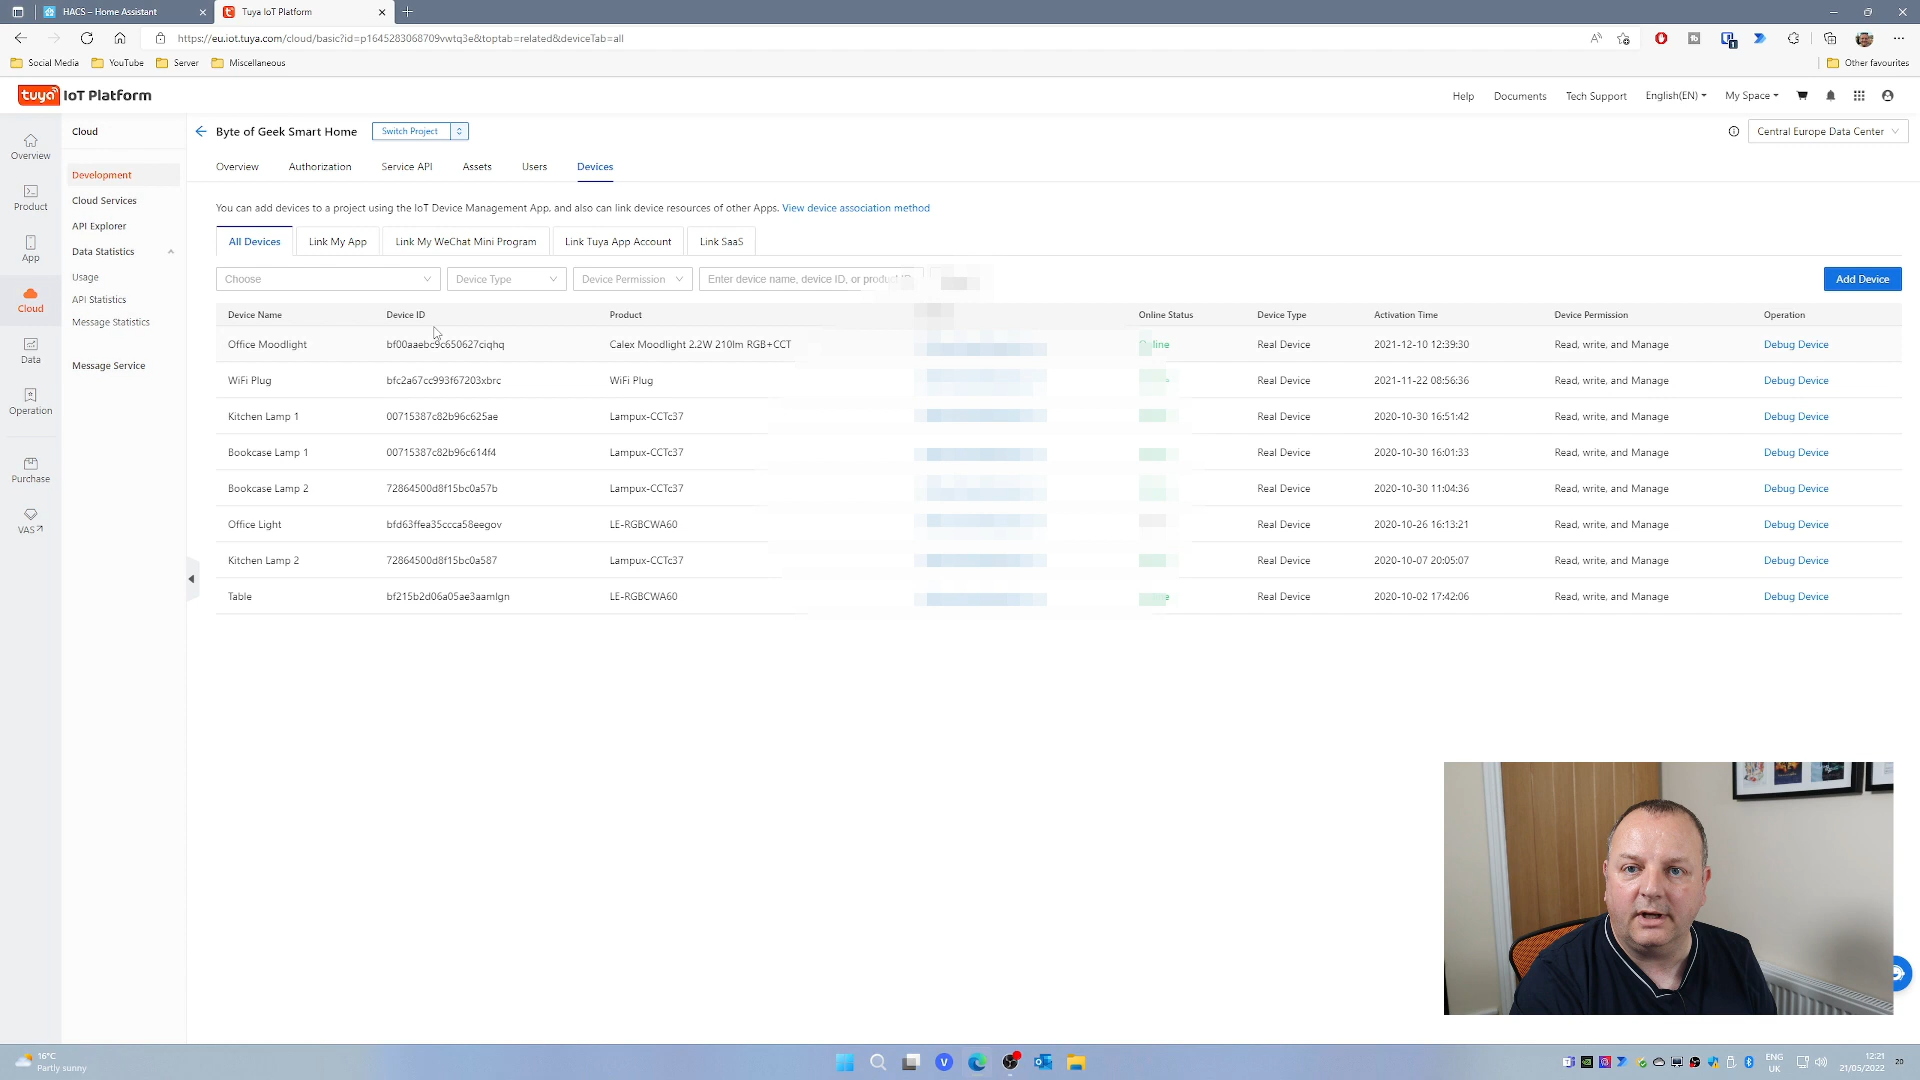 HACS – Home Assistant
Tuya IoT Platform
https://eu.iot.tuya.com/cloud/basic?id=p1645283068709vwtq3e&toptab=related&deviceTab=all
Social Media
YouTube
Server
Miscellaneous
Other favourites
tuya IoT Platform
Help
Documents
Tech Support
English(EN)
My Space
Overview
Product
App
Cloud
Data
Operation
Purchase
VAS
Cloud
Development
Cloud Services
API Explorer
Data Statistics
Usage
API Statistics
Message Statistics
Message Service
Byte of Geek Smart Home
Switch Project
Central Europe Data Center
Overview Authorization Service API Assets Users Devices
You can add devices to a project using the IoT Device Management App, and also can link device resources of other Apps. View device association method
All Devices Link My App Link My WeChat Mini Program Link Tuya App Account Link SaaS
Choose Device Type Device Permission Enter device name, device ID, or product Add Device
Device Name Device ID Product Online Status Device Type Activation Time Device Permission Operation
Office Moodlight bf00aaebc9c650627ciqhq Calex Moodlight 2.2W 210lm RGB+CCT Real Device 2021-12-10 12:39:30 Read, write, and Manage Debug Device
WiFi Plug bfc2a67cc993f67203xbrc WiFi Plug Real Device 2021-11-22 08:56:36 Read, write, and Manage Debug Device
Kitchen Lamp 1 00715387c82b96c625ae Lampux-CCTc37 Real Device 2020-10-30 16:51:42 Read, write, and Manage Debug Device
Bookcase Lamp 1 00715387c82b96c614f4 Lampux-CCTc37 Real Device 2020-10-30 16:01:33 Read, write, and Manage Debug Device
Bookcase Lamp 2 72864500d8f15bc0a57b Lampux-CCTc37 Real Device 2020-10-30 11:04:36 Read, write, and Manage Debug Device
Office Light bfd63ffea35ccca58eegov LE-RGBCWA60 Real Device 2020-10-26 16:13:21 Read, write, and Manage Debug Device
Kitchen Lamp 2 72864500d8f15bc0a587 Lampux-CCTc37 Real Device 2020-10-07 20:05:07 Read, write, and Manage Debug Device
Table bf215b2d06a05ae3aamlgn LE-RGBCWA60 Real Device 2020-10-02 17:42:06 Read, write, and Manage Debug Device
16°C
Partly sunny
ENG
UK
12:21
21/05/2022
20